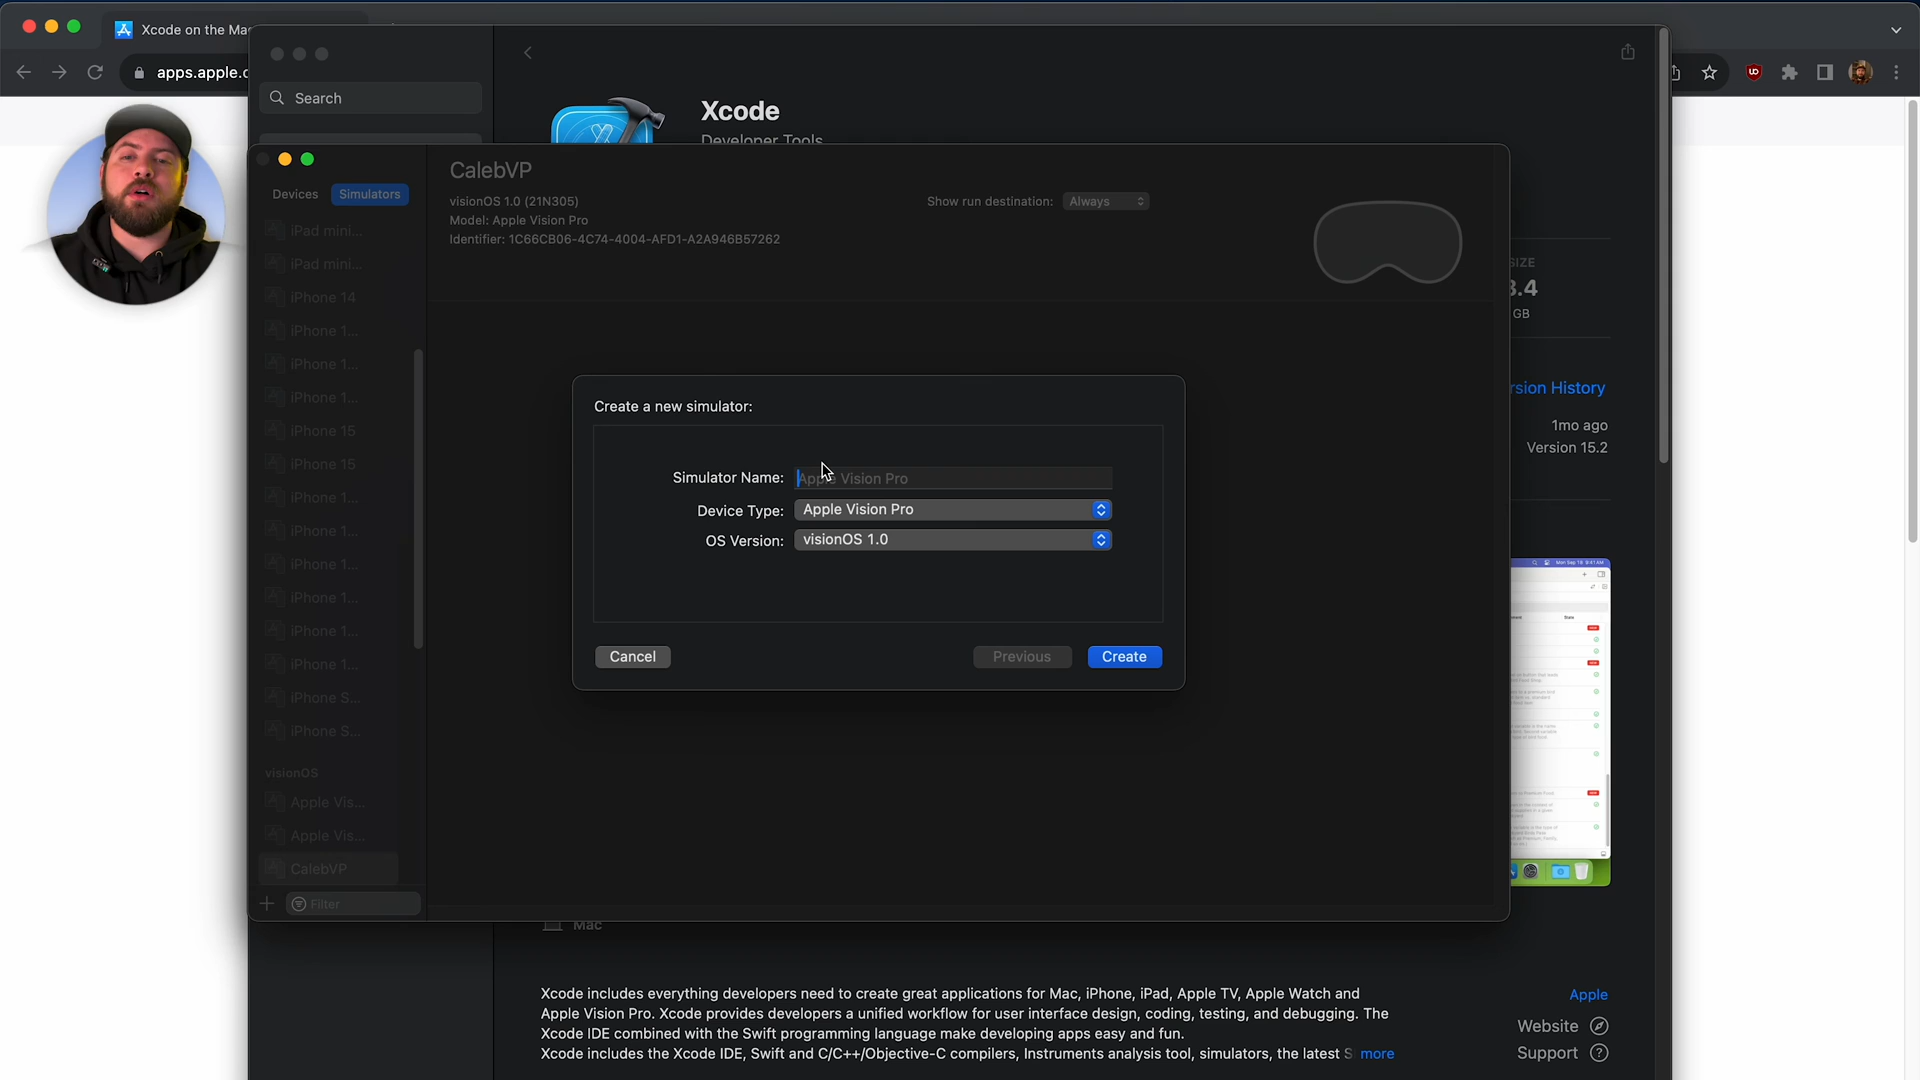 Xcode on the Ma
apps.apple.c
Search
Xcode
Developer Tools
Devices
Simulators
CalebVP
visionOS 1.0 (21N305)
Model: Apple Vision Pro
Identifier: 1C66CB06-4C74-4004-AFD1-A2A946B57262
Show run destination:
Always
iPad mini...
iPad mini...
iPhone 14
iPhone 1...
iPhone 1...
iPhone 1...
iPhone 15
iPhone 15
iPhone 1...
iPhone 1...
iPhone 1...
iPhone 1...
iPhone 1...
iPhone 1...
iPhone S...
iPhone S...
visionOS
Apple Vis...
Apple Vis...
CalebVP
Filter
Create a new simulator:
Simulator Name:
Apple Vision Pro
Device Type:
Apple Vision Pro
OS Version:
visionOS 1.0
Cancel
Previous
Create
SIZE
3.4
GB
rsion History
1mo ago
Version 15.2
Mon Sep 18 9:41 AM
Mac
Xcode includes everything developers need to create great applications for Mac, iPhone, iPad, Apple TV, Apple Watch and
Apple Vision Pro. Xcode provides developers a unified workflow for user interface design, coding, testing, and debugging. The
Xcode IDE combined with the Swift programming language make developing apps easy and fun.
Xcode includes the Xcode IDE, Swift and C/C++/Objective-C compilers, Instruments analysis tool, simulators, the latest S more
Apple
Website
Support